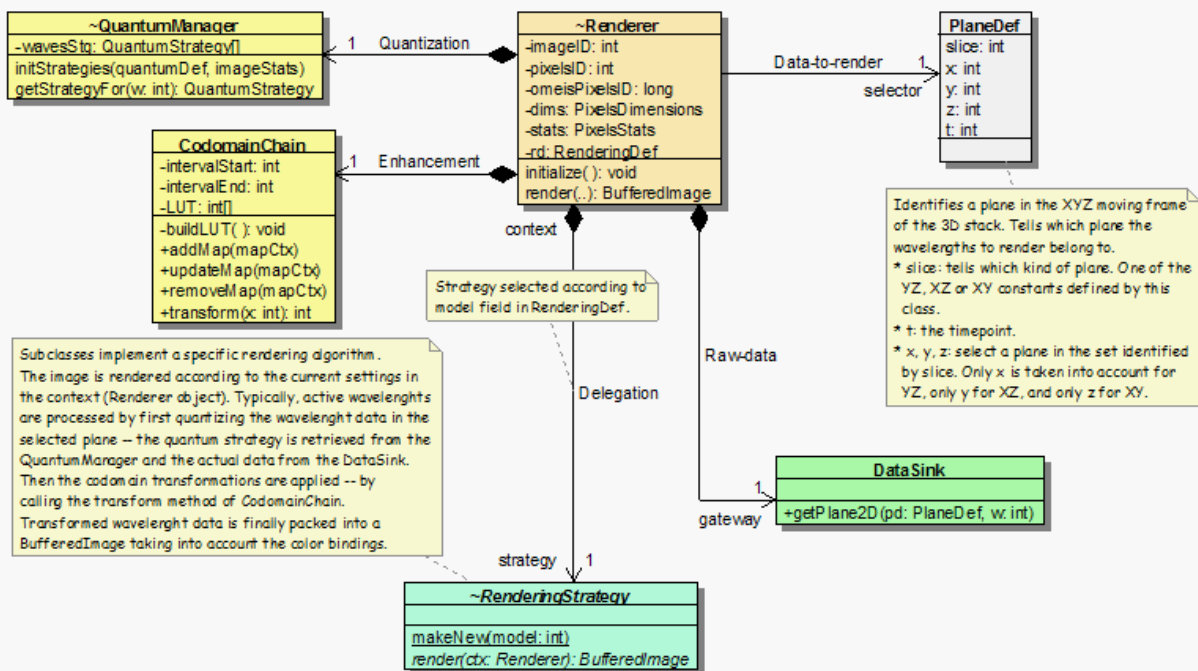 ~QuantumManager
-wavesStg: QuantumStrategy[]
initStrategies(quantumDef, imageStats)
getStrategyFor(w: int): QuantumStrategy
1
Quantization
~Renderer
-imageID: int
-pixelsID: int
-omeisPixelsID: long
-dims: PixelsDimensions
-stats: PixelsStats
-rd: RenderingDef
initialize( ): void
render(..): BufferedImage
Data-to-render
1
selector
PlaneDef
slice: int
x: int
y: int
z: int
t: int
CodomainChain
-intervalStart: int
-intervalEnd: int
-LUT: int[]
-buildLUT( ): void
+addMap(mapCtx)
+updateMap(mapCtx)
+removeMap(mapCtx)
+transform(x: int): int
1
Enhancement
context
Identifies a plane in the XYZ moving frame
of the 3D stack. Tells which plane the
wavelengths to render belong to.
* slice: tells which kind of plane. One of the
YZ, XZ or XY constants defined by this
class.
* t: the timepoint.
* x, y, z: select a plane in the set identified
by slice. Only x is taken into account for
YZ, only y for XZ, and only z for XY.
Strategy selected according to
model field in RenderingDef.
Raw-data
Delegation
Subclasses implement a specific rendering algorithm.
The image is rendered according to the current settings in
the context (Renderer object). Typically, active wavelenghts
are processed by first quantizing the wavelenght data in the
selected plane -- the quantum strategy is retrieved from the
QuantumManager and the actual data from the DataSink.
Then the codomain transformations are applied -- by
calling the transform method of CodomainChain.
Transformed wavelenght data is finally packed into a
BufferedImage taking into account the color bindings.
DataSink
+getPlane2D(pd: PlaneDef, w: int)
1
gateway
strategy
1
~RenderingStrategy
makeNew(model: int)
render(ctx: Renderer): BufferedImage